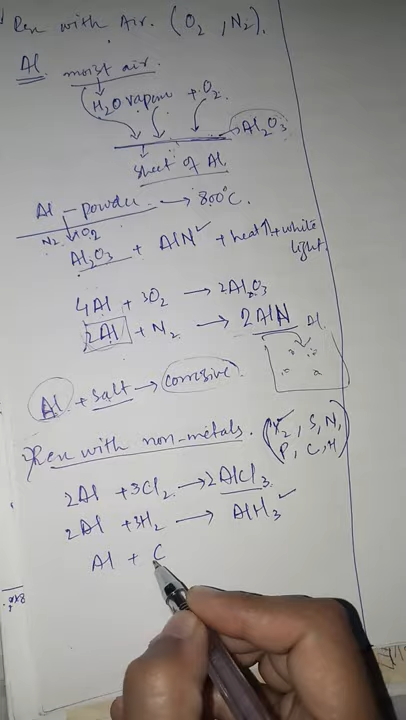 Rxn with Air. (O2, N2).
Al moist air.
H2O vapour + O2
Al2O3
Sheet of Al
Al - powder → 800°C.
N2 O2
Al2O3 + AlN + heat↑ + white light.
4Al + 3O2 → 2Al2O3
2Al + N2 → 2AlN Al
Al + Salt → corrosive
Rxn with non-metals. (X2, S, N, P, C, H)
2Al + 3Cl2 → 2AlCl3
2Al + 3H2 → AlH3
Al + C